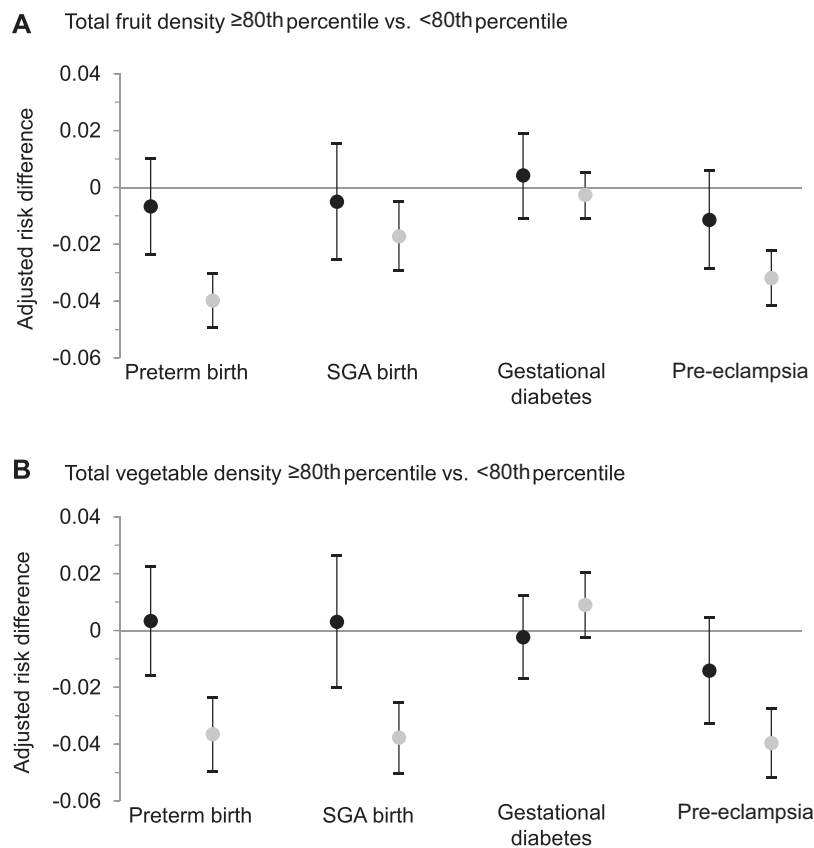 A Total fruit density ≥80th percentile vs. <80th percentile
Adjusted risk difference
0.04
0.02
0
-0.02
-0.04
-0.06
Preterm birth SGA birth Gestational diabetes Pre-eclampsia
B Total vegetable density ≥80th percentile vs. <80th percentile
Adjusted risk difference
0.04
0.02
0
-0.02
-0.04
-0.06
Preterm birth SGA birth Gestational diabetes Pre-eclampsia